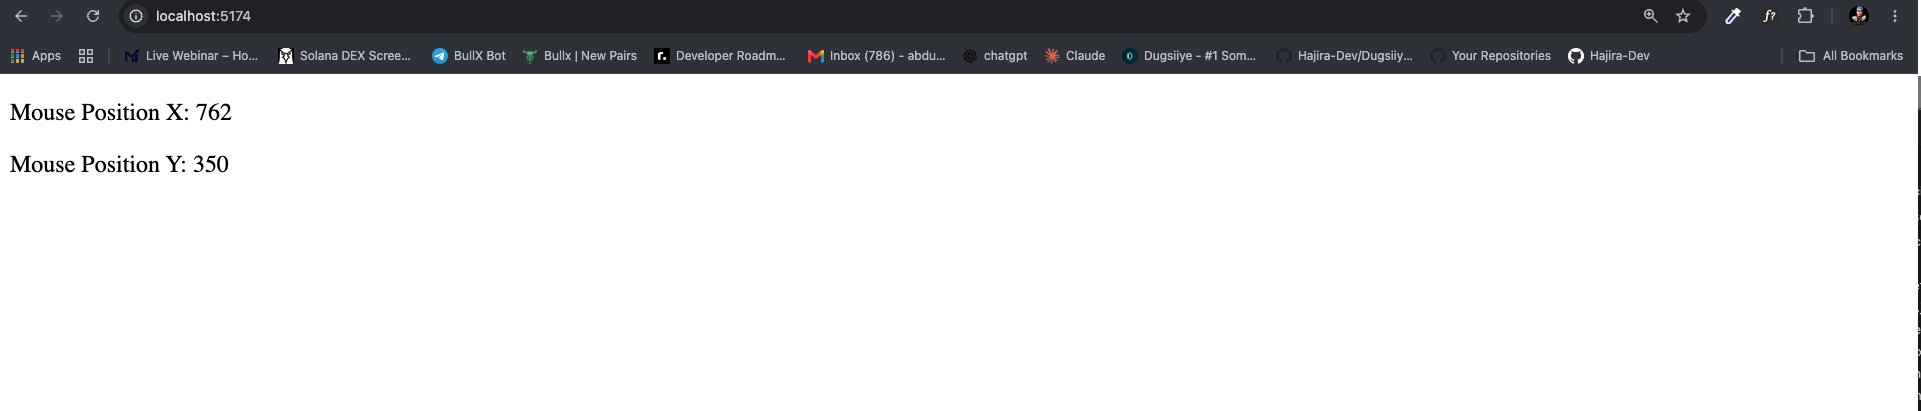 localhost:5174
f?
Apps
Live Webinar – Ho...
Solana DEX Scree...
BullX Bot
Bullx | New Pairs
r.
Developer Roadm...
Inbox (786) - abdu...
chatgpt
Claude
Dugsiiye - #1 Som...
Hajira-Dev/Dugsiiy...
Your Repositories
Hajira-Dev
All Bookmarks
Mouse Position X: 762
Mouse Position Y: 350